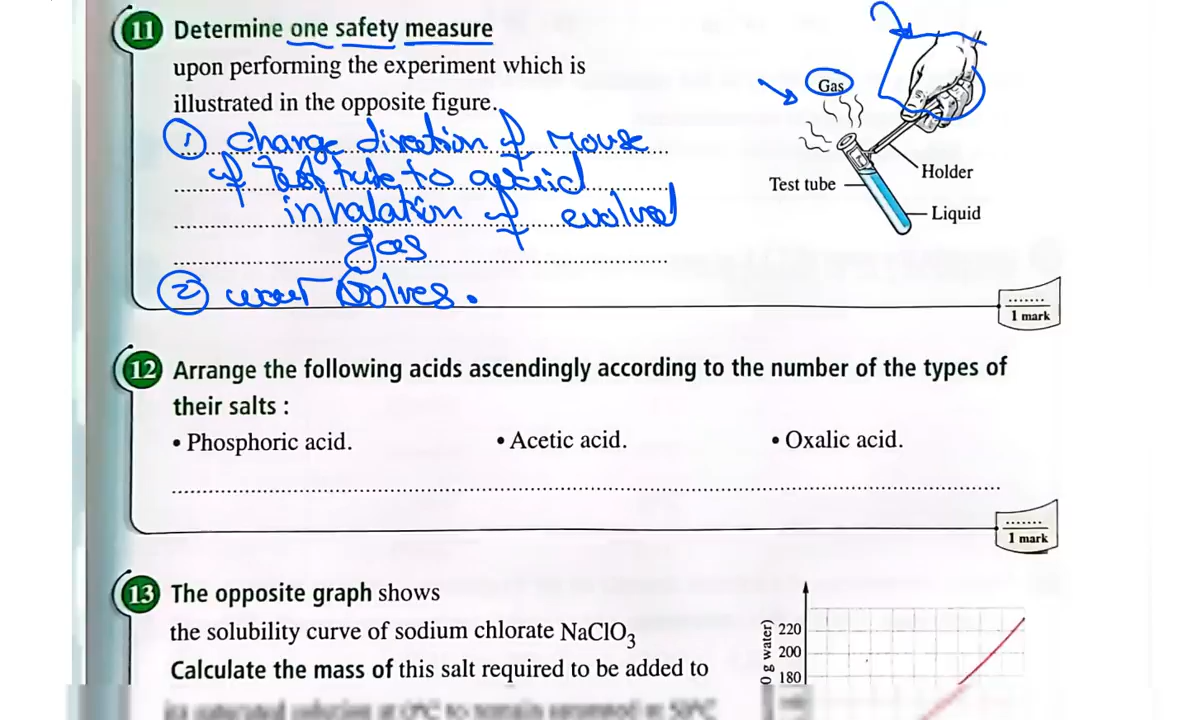 11 Determine one safety measure
upon performing the experiment which is
illustrated in the opposite figure.
① change direction of mouse
of test tube to avoid
inhalation of evolved
gas
② wear gloves.
Gas
Holder
Test tube
Liquid
1 mark
12 Arrange the following acids ascendingly according to the number of the types of
their salts :
• Phosphoric acid. • Acetic acid. • Oxalic acid.
1 mark
13 The opposite graph shows
the solubility curve of sodium chlorate NaClO₃
Calculate the mass of this salt required to be added to
0 g water)
220
200
180